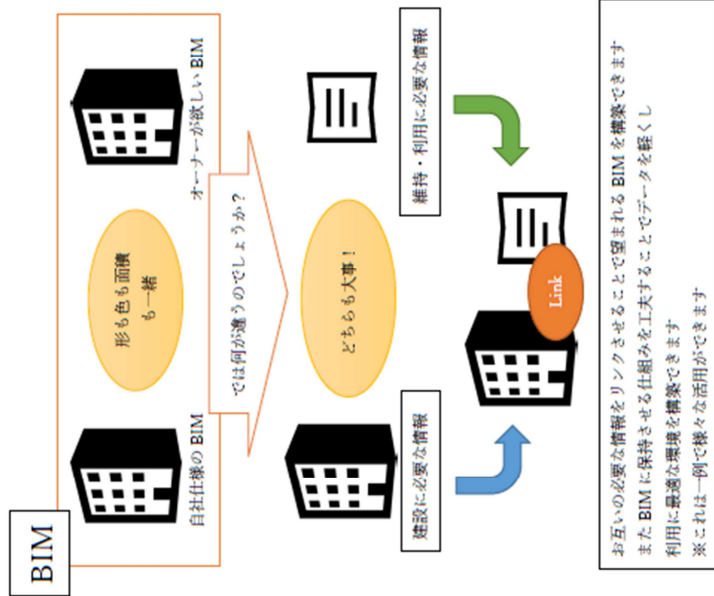 BIM
自社仕様のBIM
形も色も面積
も一緒
オーナーが欲しいBIM
では何が違うのでしょうか？
どちらも大事！
建設に必要な情報
維持・利用に必要な情報
Link
お互いの必要な情報をリンクさせることで望まれるBIMを構築できます
またBIMに保持させる仕組みを工夫することでデータを軽くし
利用に最適な環境を構築できます
※これは一例で様々な活用ができます